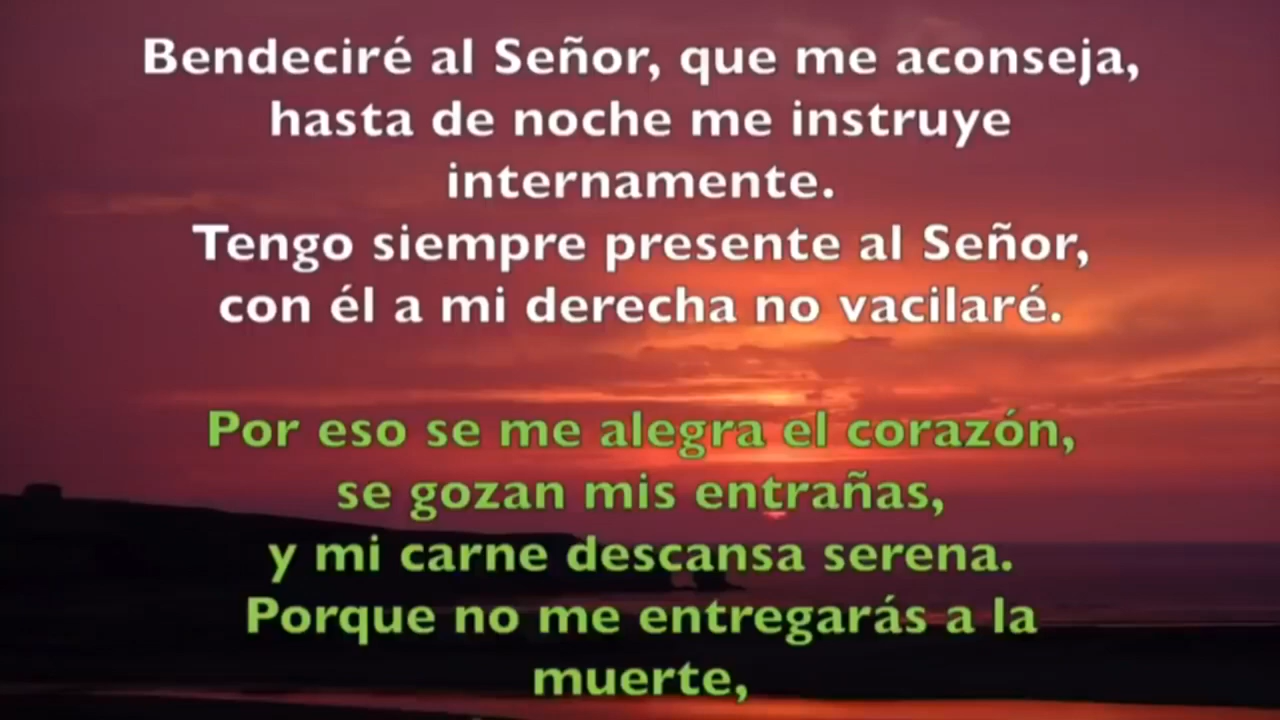 Bendeciré al Señor, que me aconseja,
hasta de noche me instruye
internamente.
Tengo siempre presente al Señor,
con él a mi derecha no vacilaré.
Por eso se me alegra el corazón,
se gozan mis entrañas,
y mi carne descansa serena.
Porque no me entregarás a la
muerte,